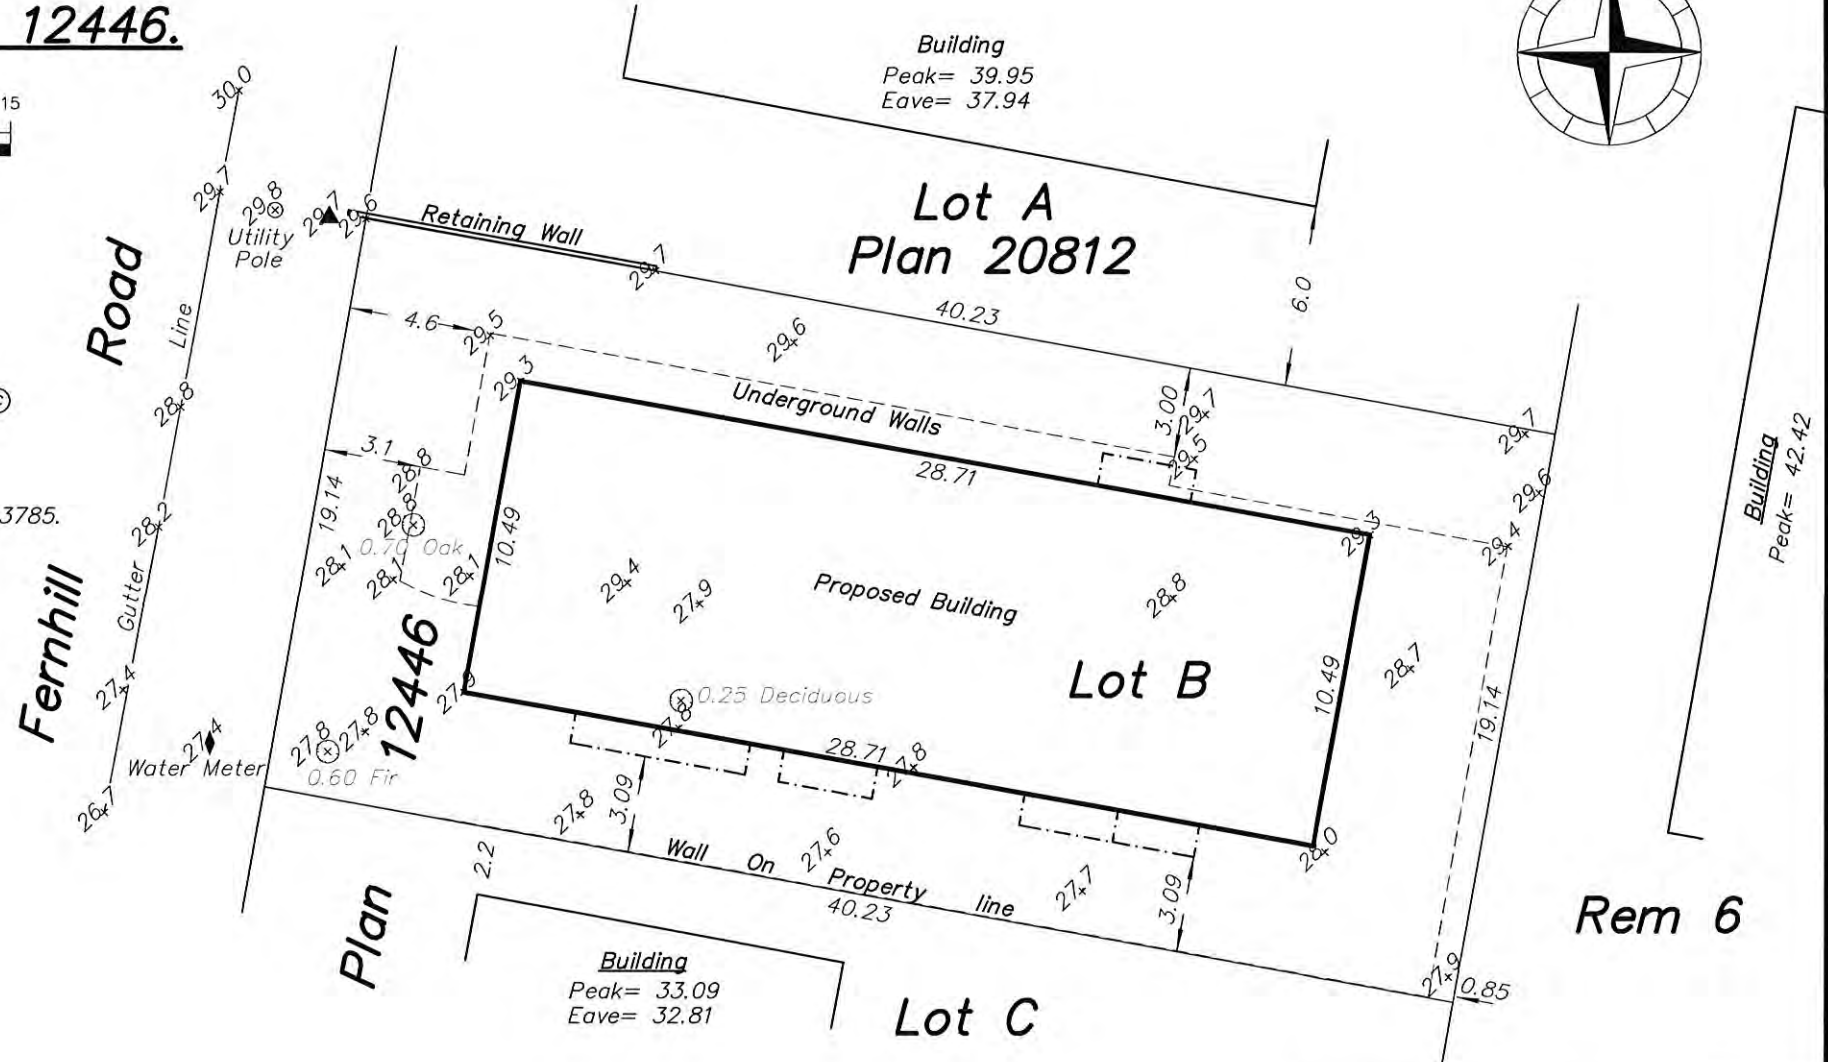 12446.
15
30.0
29.7
29.8
Utility
Pole
29.7
29.6
Retaining Wall
29.7
Building
Peak= 39.95
Eave= 37.94
Lot A
Plan 20812
40.23
6.0
Road
Line
4.6
29.5
29.6
29.3
Underground Walls
3.00
29.7
29.5
29.7
29.6
Building
Peak= 42.42
28.8
3.1
28.8
28.71
19.14
28.8
0.70 Oak
10.49
29.3
29.4
3785.
28.2
28.1
28.1
28.1
29.4
27.9
Proposed Building
28.8
Fernhill
Gutter
12446
Lot B
10.49
28.7
19.14
27.4
27.9
0.25 Deciduous
27.8
27.4
Water Meter
27.8
27.8
0.60 Fir
28.71
27.8
26.7
27.8
3.09
2.2
Wall On Property line
27.6
27.7
3.09
28.0
40.23
Plan
Building
Peak= 33.09
Eave= 32.81
Lot C
Rem 6
27.9
0.85